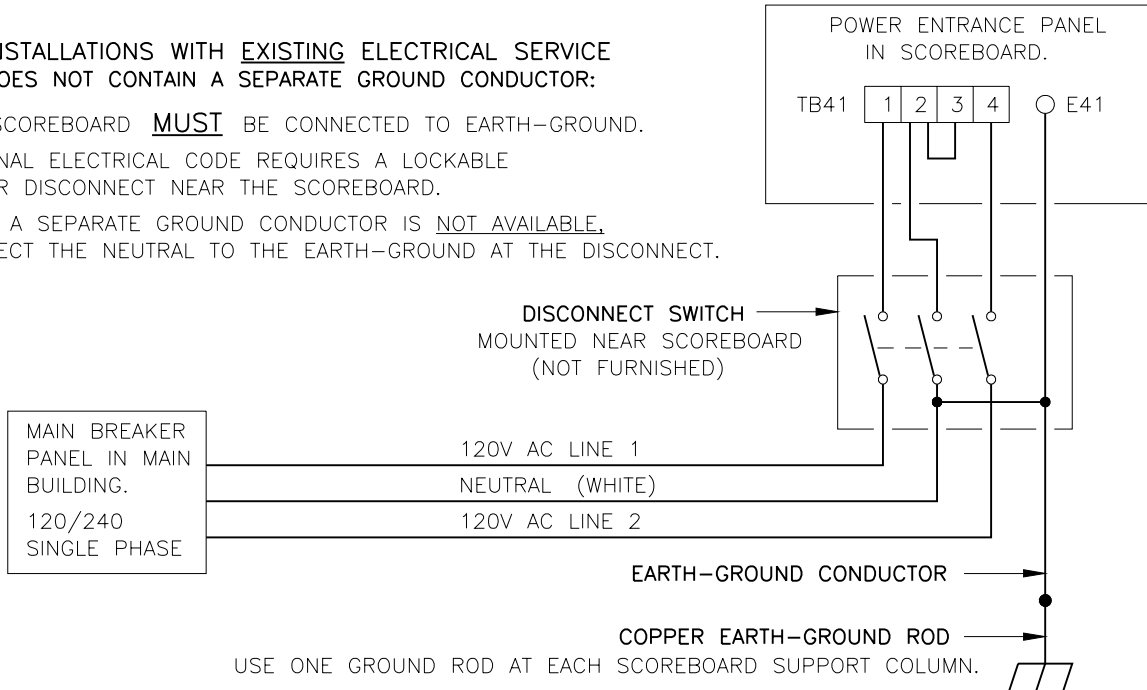 INSTALLATIONS WITH EXISTING ELECTRICAL SERVICE
DOES NOT CONTAIN A SEPARATE GROUND CONDUCTOR:
SCOREBOARD MUST BE CONNECTED TO EARTH-GROUND.
ELECTRICAL CODE REQUIRES A LOCKABLE
DISCONNECT NEAR THE SCOREBOARD.
A SEPARATE GROUND CONDUCTOR IS NOT AVAILABLE,
THE NEUTRAL TO THE EARTH-GROUND AT THE DISCONNECT.
POWER ENTRANCE PANEL
IN SCOREBOARD.
TB41 1 2 3 4 E41
DISCONNECT SWITCH
MOUNTED NEAR SCOREBOARD
(NOT FURNISHED)
MAIN BREAKER
PANEL IN MAIN
BUILDING.
120/240
SINGLE PHASE
120V AC LINE 1
NEUTRAL (WHITE)
120V AC LINE 2
EARTH-GROUND CONDUCTOR
COPPER EARTH-GROUND ROD
USE ONE GROUND ROD AT EACH SCOREBOARD SUPPORT COLUMN.